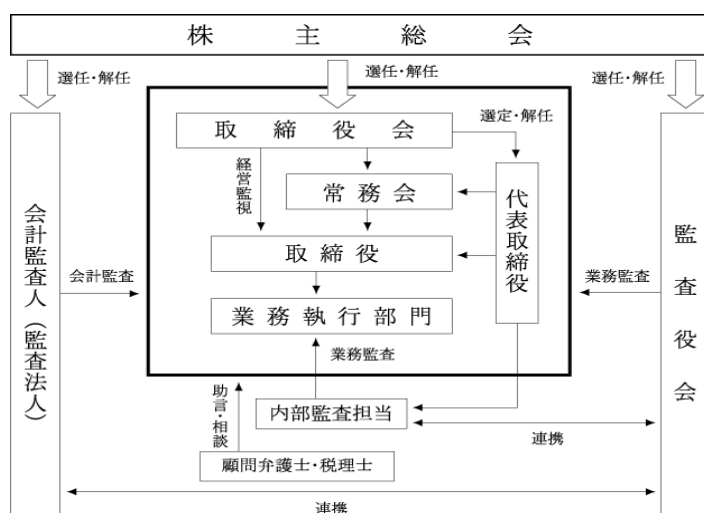 株主総会
選任・解任
選任・解任
選任・解任
取締役会
選定・解任
経営監視
常務会
代表取締役
取締役
会計監査人（監査法人）
会計監査
監査役会
業務監査
業務執行部門
業務監査
助言・相談
内部監査担当
連携
顧問弁護士・税理士
連携